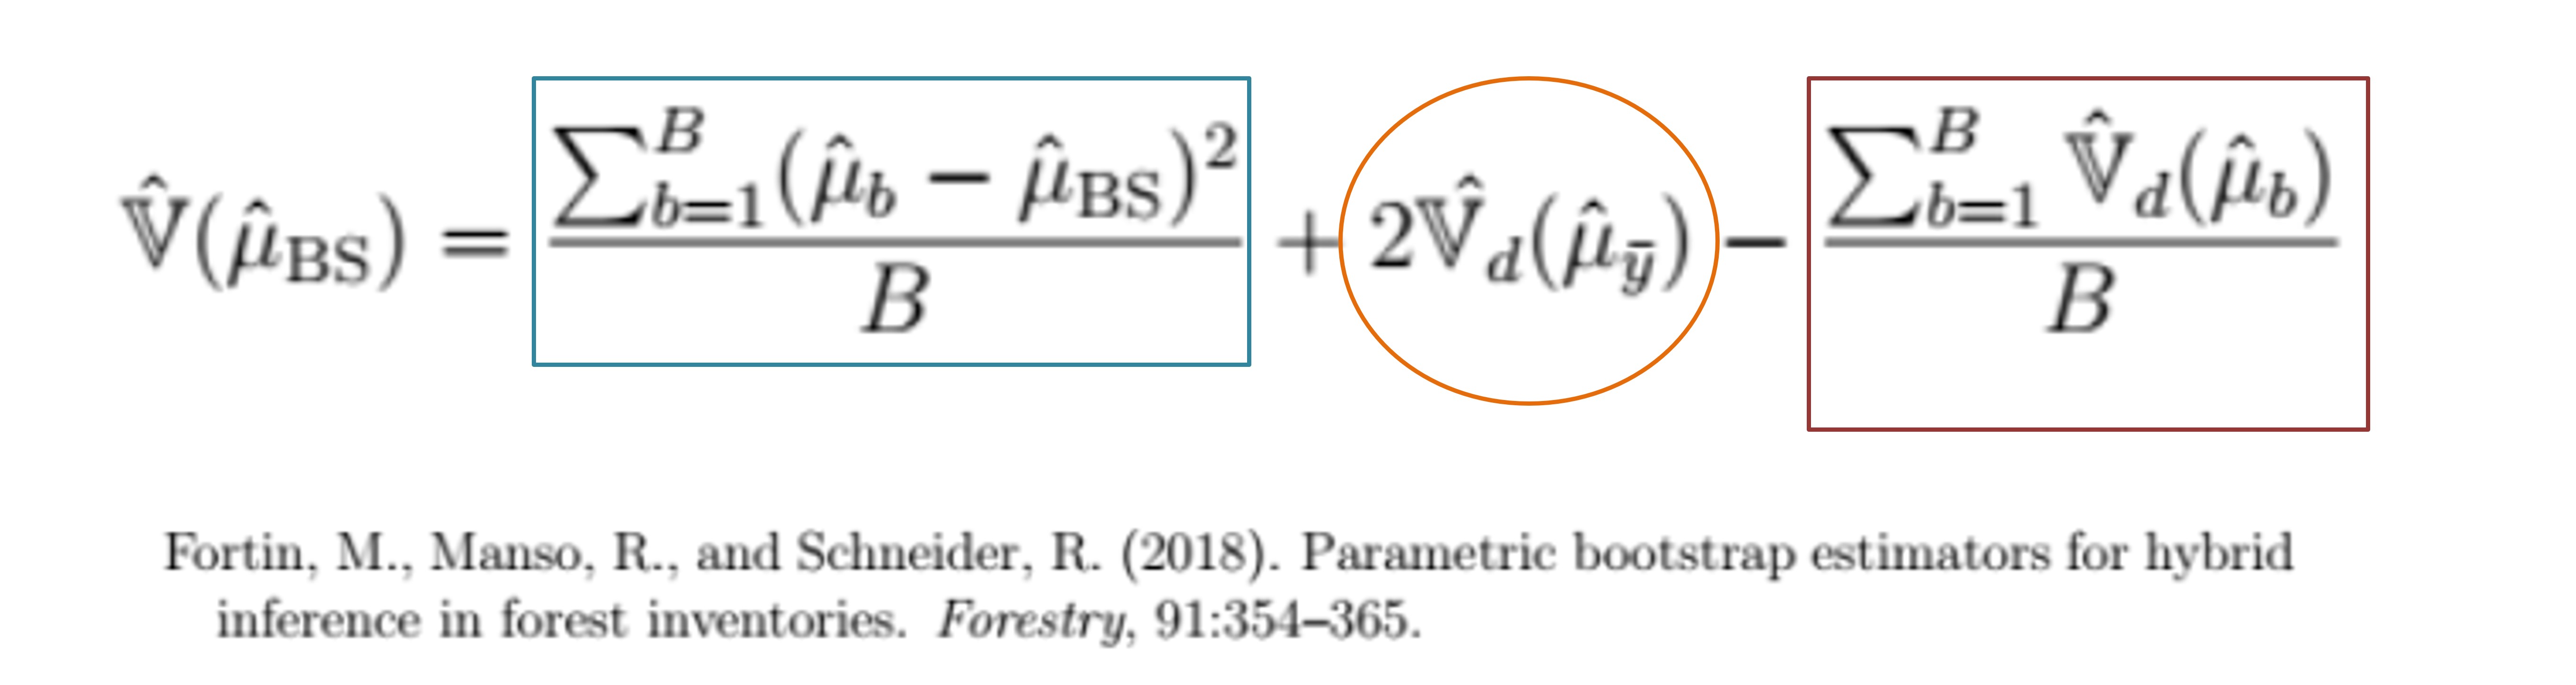 $\hat{\mathbb{V}}(\hat{\mu}_{\mathrm{BS}}) = \frac{\sum_{b=1}^{B}(\hat{\mu}_b - \hat{\mu}_{\mathrm{BS}})^2}{B} + 2\hat{\mathbb{V}}_d(\hat{\mu}_{\bar{y}}) - \frac{\sum_{b=1}^{B}\hat{\mathbb{V}}_d(\hat{\mu}_b)}{B}$
Fortin, M., Manso, R., and Schneider, R. (2018). Parametric bootstrap estimators for hybrid
inference in forest inventories. Forestry, 91:354–365.